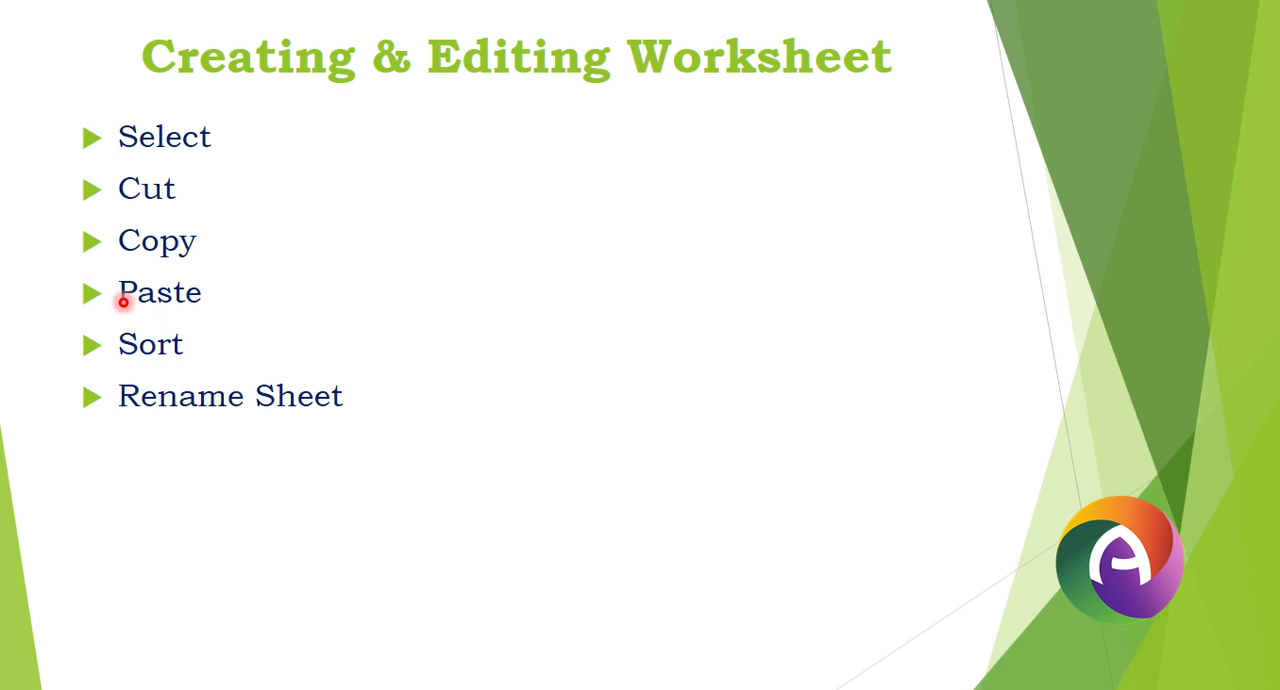 Creating & Editing Worksheet
Select
Cut
Copy
Paste
Sort
Rename Sheet